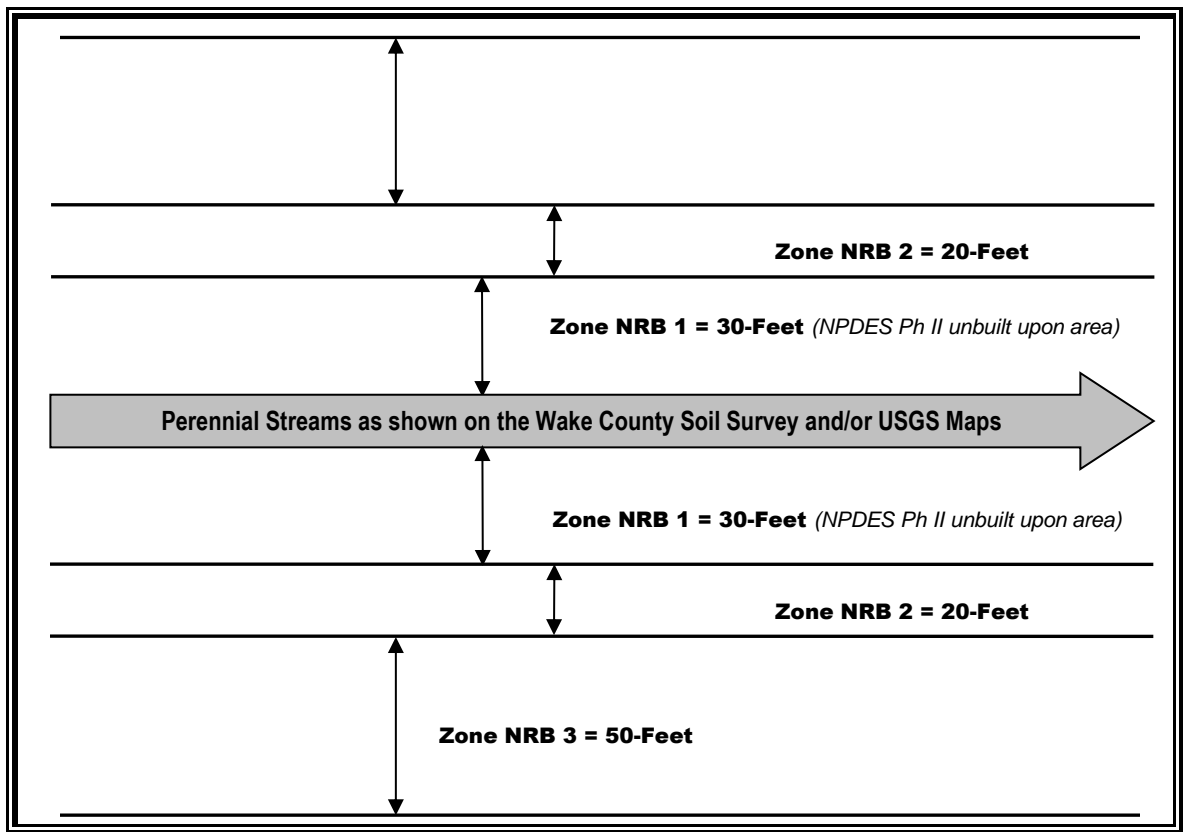 Zone NRB 2 = 20-Feet
Zone NRB 1 = 30-Feet (NPDES Ph II unbuilt upon area)
Perennial Streams as shown on the Wake County Soil Survey and/or USGS Maps
Zone NRB 1 = 30-Feet (NPDES Ph II unbuilt upon area)
Zone NRB 2 = 20-Feet
Zone NRB 3 = 50-Feet